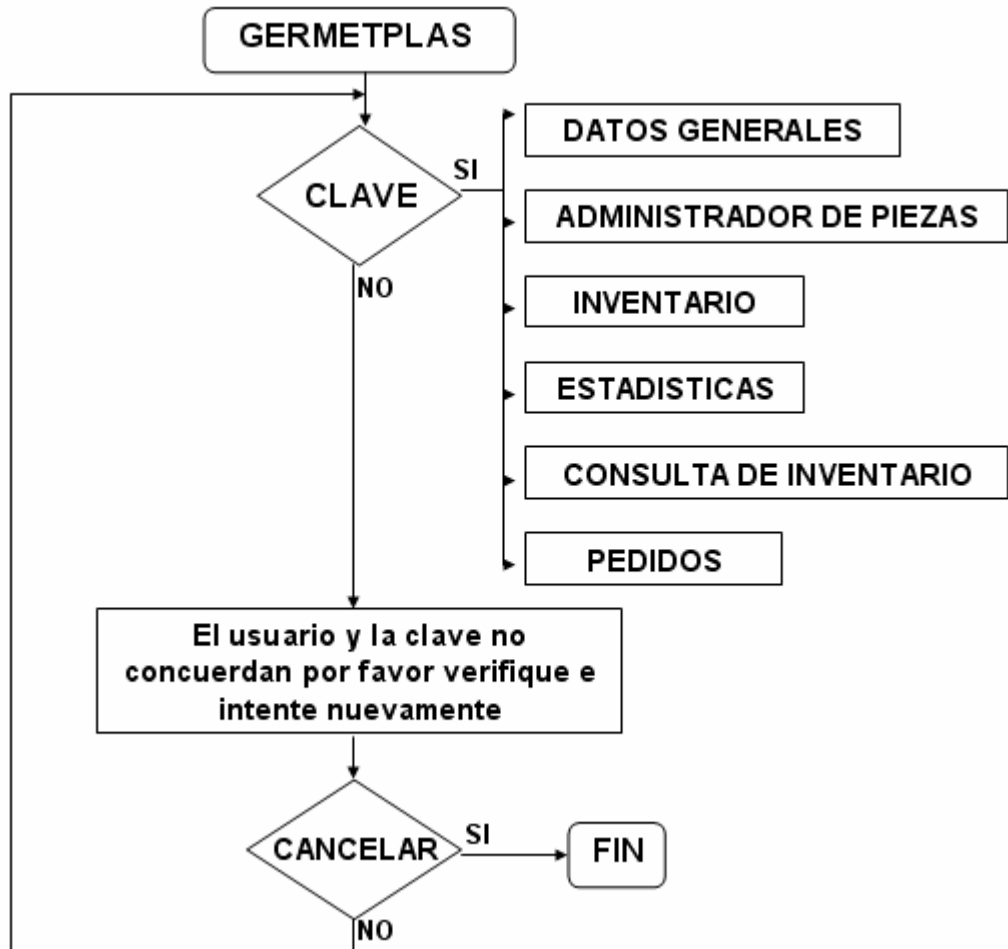 GERMETPLAS
CLAVE
SI
DATOS GENERALES
ADMINISTRADOR DE PIEZAS
INVENTARIO
ESTADISTICAS
CONSULTA DE INVENTARIO
PEDIDOS
NO
El usuario y la clave no
concuerdan por favor verifique e
intente nuevamente
CANCELAR
SI
FIN
NO